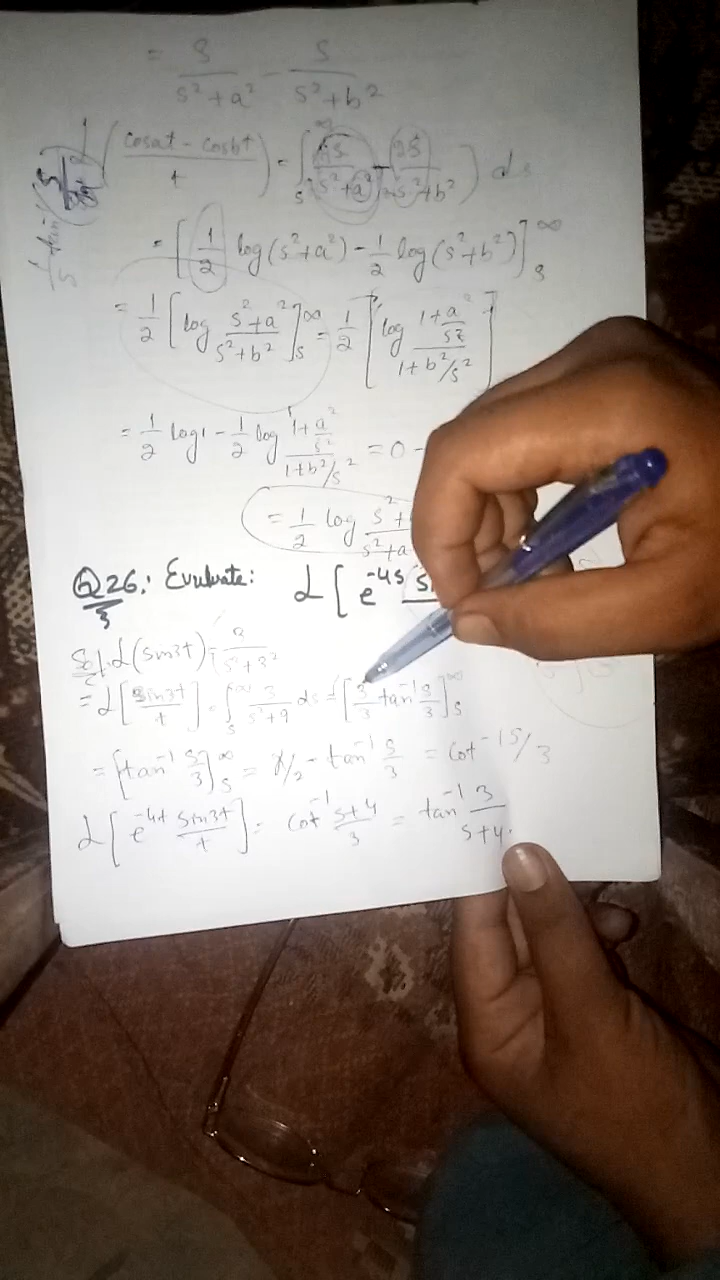 = s/(s²+a²) - s/(s²+b²)
L((cosat - cosbt)/t) = ∫ₛ^∞ ( s/(s²+a²) - 2s/(s²+b²) ) ds
= [1/2 log(s²+a²) - 1/2 log(s²+b²)]ₛ^∞
= 1/2 [log (s²+a²)/(s²+b²)]ₛ^∞ = 1/2 [log (1+a²/s²)/(1+b²/s²)]
= 1/2 log1 - 1/2 log (1+a²/s²)/(1+b²/s²) = 0 -
= 1/2 log (s²+)/(s²+a
Q26: Evaluate: L[e^-4s s
Sol. L(sin3t) = 3/(s²+3²)
= L[sin3t/t] = ∫ₛ^∞ 3/(s²+9) ds = [3/3 tan⁻¹ s/3]ₛ^∞
= [tan⁻¹ s/3]ₛ^∞ = π/2 - tan⁻¹ s/3 = cot⁻¹ s/3
L[e^-4t sin3t/t] = cot⁻¹ (s+4)/3 = tan⁻¹ 3/(s+4).